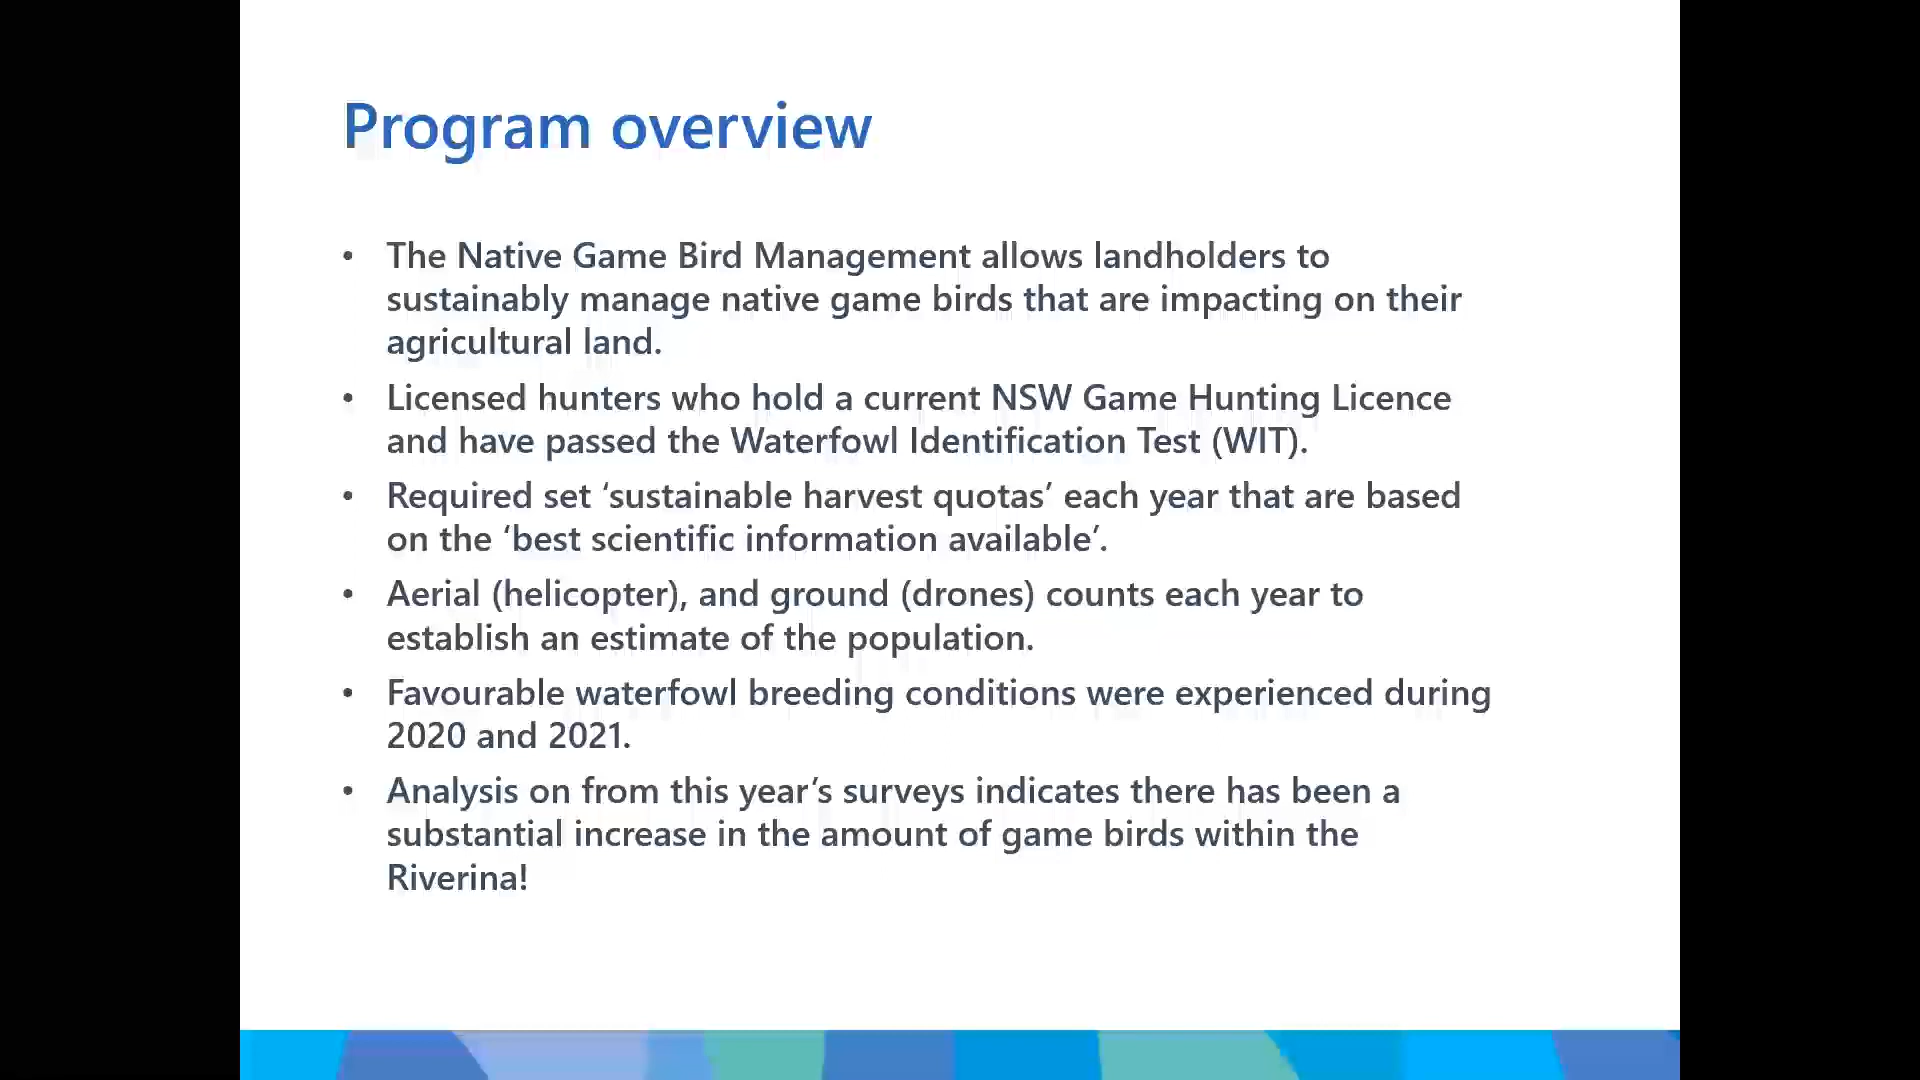 Program overview
• The Native Game Bird Management allows landholders to
sustainably manage native game birds that are impacting on their
agricultural land.
• Licensed hunters who hold a current NSW Game Hunting Licence
and have passed the Waterfowl Identification Test (WIT).
• Required set ‘sustainable harvest quotas’ each year that are based
on the ‘best scientific information available’.
• Aerial (helicopter), and ground (drones) counts each year to
establish an estimate of the population.
• Favourable waterfowl breeding conditions were experienced during
2020 and 2021.
• Analysis on from this year’s surveys indicates there has been a
substantial increase in the amount of game birds within the
Riverina!